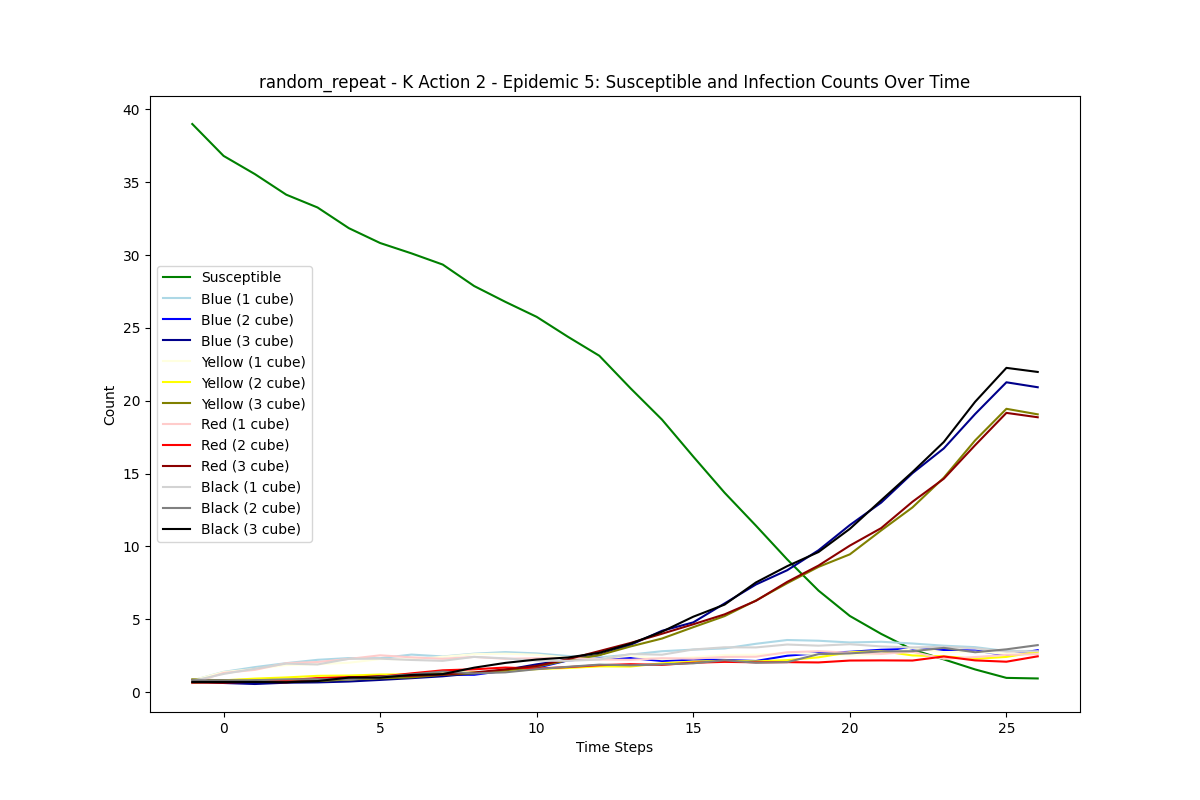 random_repeat - K Action 2 - Epidemic 5: Susceptible and Infection Counts Over Time
40
35
30
25
20
15
10
5
0
Count
Susceptible
Blue (1 cube)
Blue (2 cube)
Blue (3 cube)
Yellow (1 cube)
Yellow (2 cube)
Yellow (3 cube)
Red (1 cube)
Red (2 cube)
Red (3 cube)
Black (1 cube)
Black (2 cube)
Black (3 cube)
0 5 10 15 20 25
Time Steps